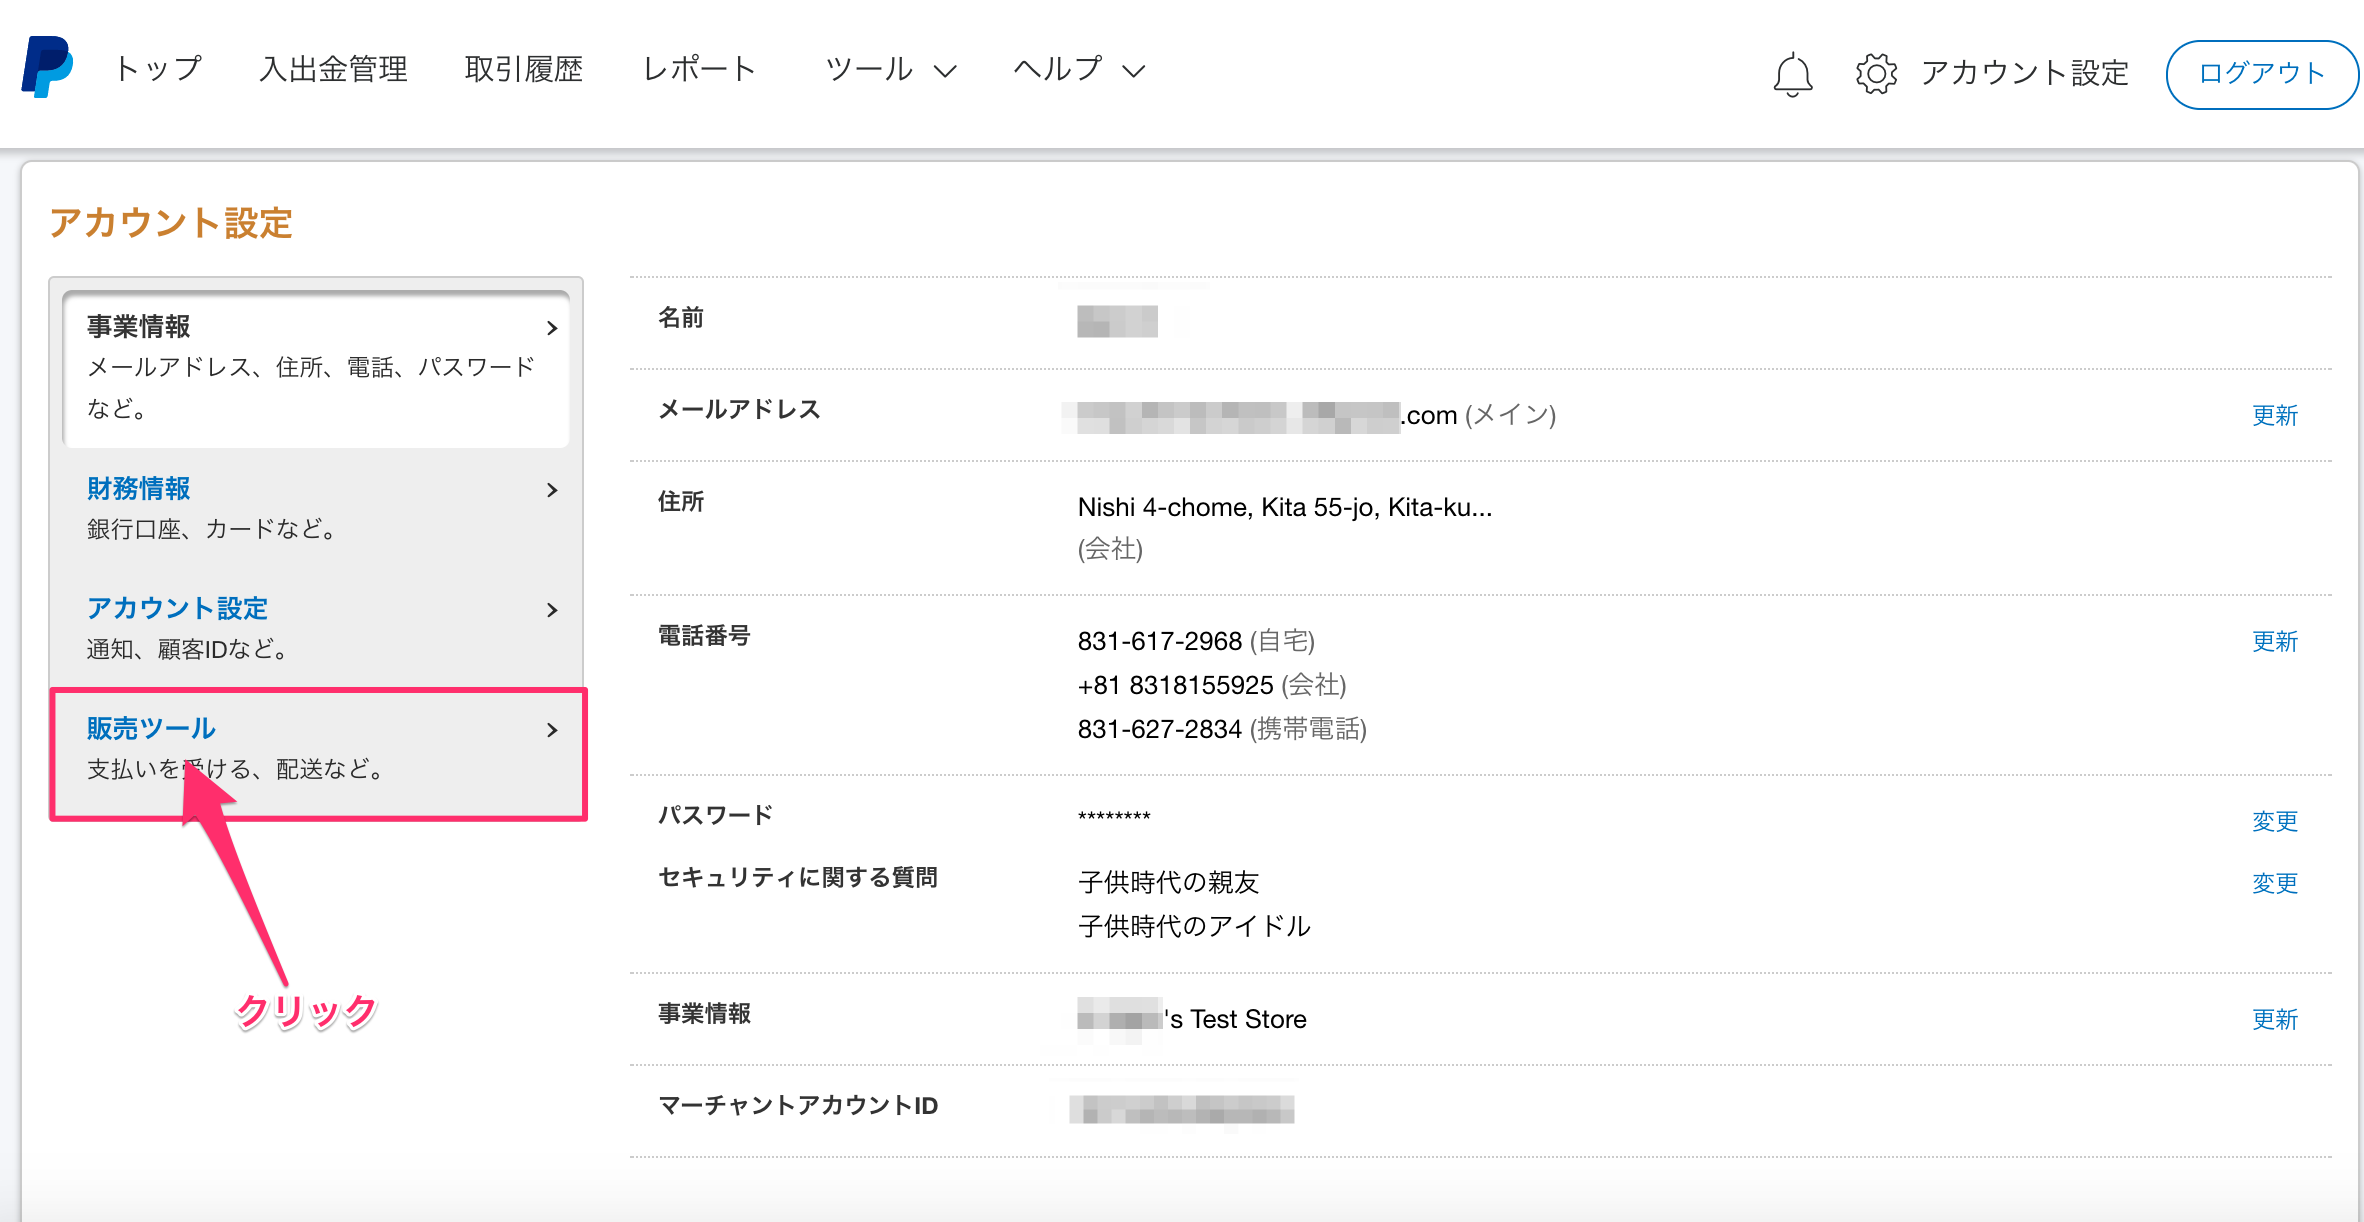 トップ
入出金管理
取引履歴
レポート
ツール
ヘルプ
アカウント設定
ログアウト
アカウント設定
事業情報
メールアドレス、住所、電話、パスワード
など。
財務情報
銀行口座、カードなど。
アカウント設定
通知、顧客IDなど。
販売ツール
支払いを受ける、配送など。
クリック
名前
メールアドレス
.com (メイン)
更新
住所
Nishi 4-chome, Kita 55-jo, Kita-ku...
(会社)
電話番号
831-617-2968 (自宅)
更新
+81 8318155925 (会社)
831-627-2834 (携帯電話)
パスワード
********
変更
セキュリティに関する質問
子供時代の親友
変更
子供時代のアイドル
事業情報
's Test Store
更新
マーチャントアカウントID